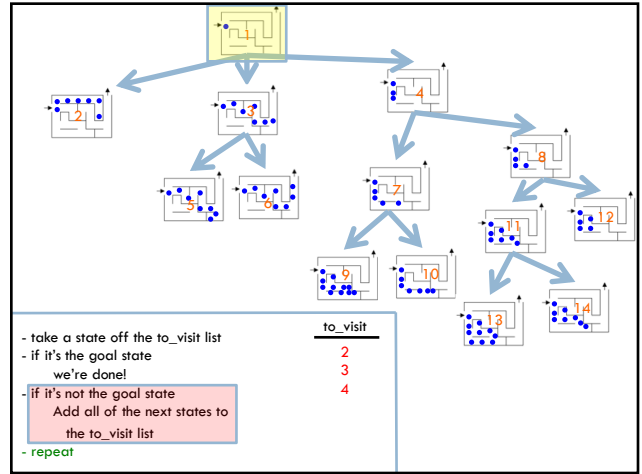 1
2
3
4
5
6
7
8
9
10
11
12
13
14
- take a state off the to_visit list
- if it's the goal state
we're done!
- if it's not the goal state
Add all of the next states to
the to_visit list
- repeat
to_visit
2
3
4